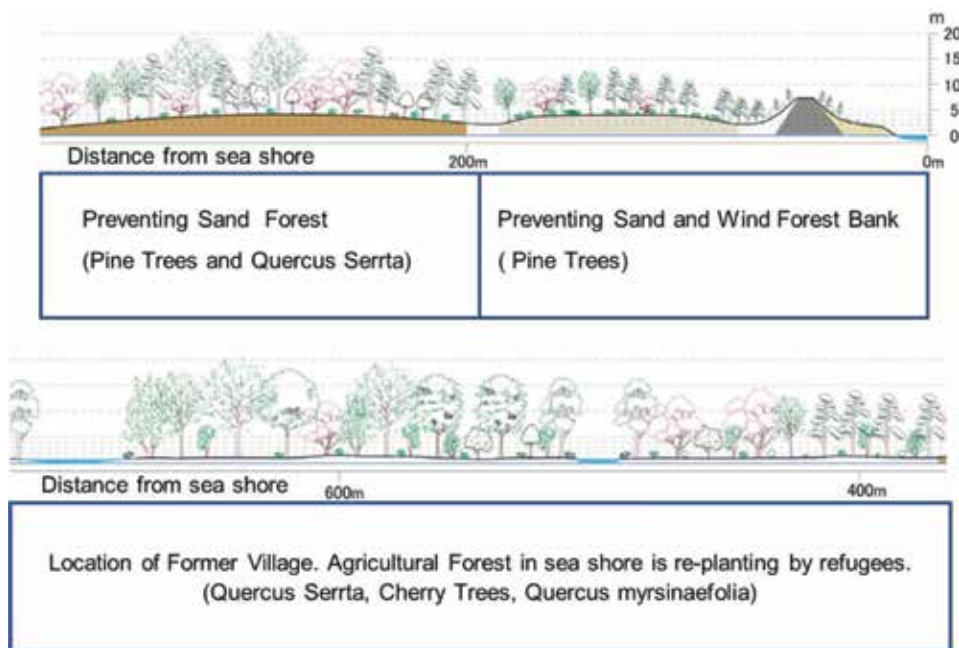 m
20
15
10
5
0
Distance from sea shore
200m
0m
Preventing Sand Forest
(Pine Trees and Quercus Serrta)
Preventing Sand and Wind Forest Bank
( Pine Trees)
Distance from sea shore
600m
400m
Location of Former Village. Agricultural Forest in sea shore is re-planting by refugees.
(Quercus Serrta, Cherry Trees, Quercus myrsinaefolia)